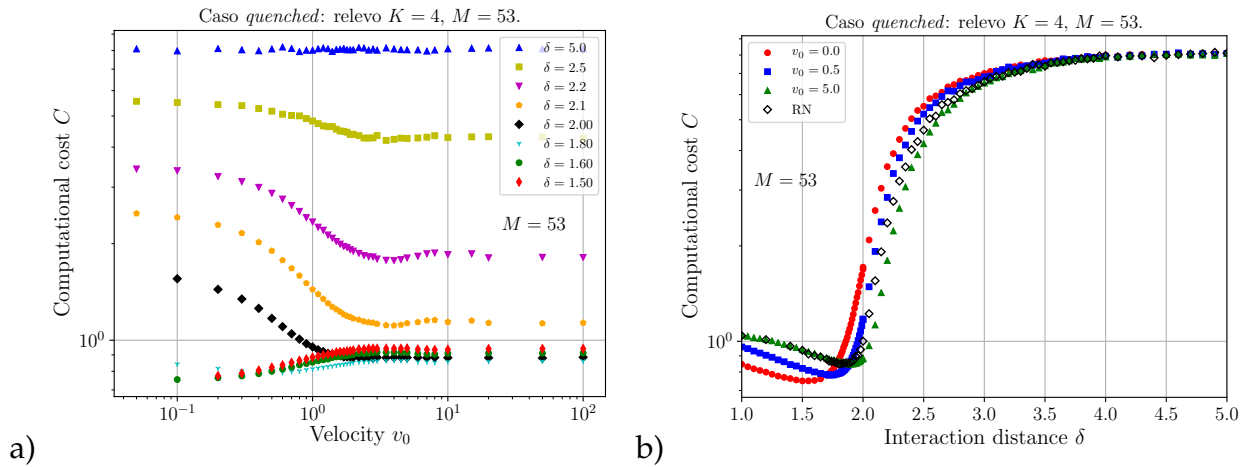 Caso quenched: relevo K = 4, M = 53.
Computational cost C
10⁰
δ = 5.0
δ = 2.5
δ = 2.2
δ = 2.1
δ = 2.00
δ = 1.80
δ = 1.60
δ = 1.50
M = 53
10⁻¹ 10⁰ 10¹ 10²
Velocity v₀
a)
Caso quenched: relevo K = 4, M = 53.
Computational cost C
10⁰
v₀ = 0.0
v₀ = 0.5
v₀ = 5.0
RN
M = 53
1.0 1.5 2.0 2.5 3.0 3.5 4.0 4.5 5.0
Interaction distance δ
b)